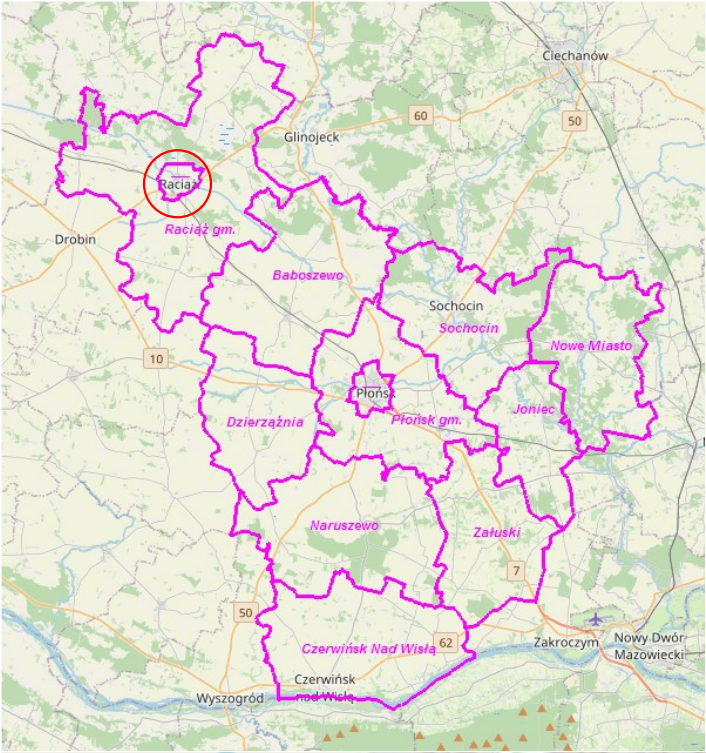 Ciechanów
60
50
Glinojeck
Raciąż
Raciąż gm.
Drobin
Baboszewo
Sochocin
Sochocin
Nowe Miasto
10
Płońsk
Dzierzążnia
Płońsk gm.
Joniec
Naruszewo
Załuski
7
50
Czerwińsk Nad Wisłą
62
Zakroczym
Nowy Dwór
Mazowiecki
Czerwińsk
nad Wisłą
Wyszogród